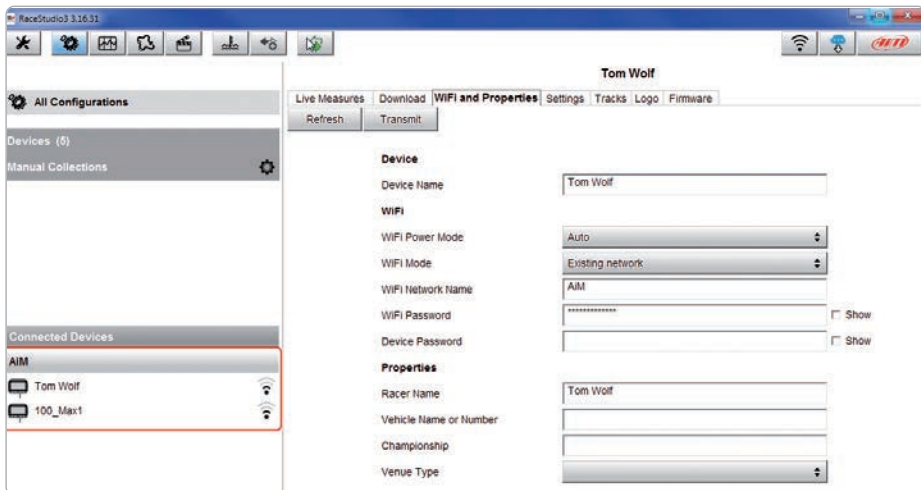 RaceStudio3 3.16.31
AiM
Tom Wolf
All Configurations
Live Measures Download WiFi and Properties Settings Tracks Logo Firmware
Refresh Transmit
Devices (5)
Manual Collections
Device
Device Name Tom Wolf
WiFi
WiFi Power Mode Auto
WiFi Mode Existing network
WiFi Network Name AiM
WiFi Password ************* Show
Device Password Show
Properties
Racer Name Tom Wolf
Vehicle Name or Number
Championship
Venue Type
Connected Devices
AIM
Tom Wolf
100_Max1